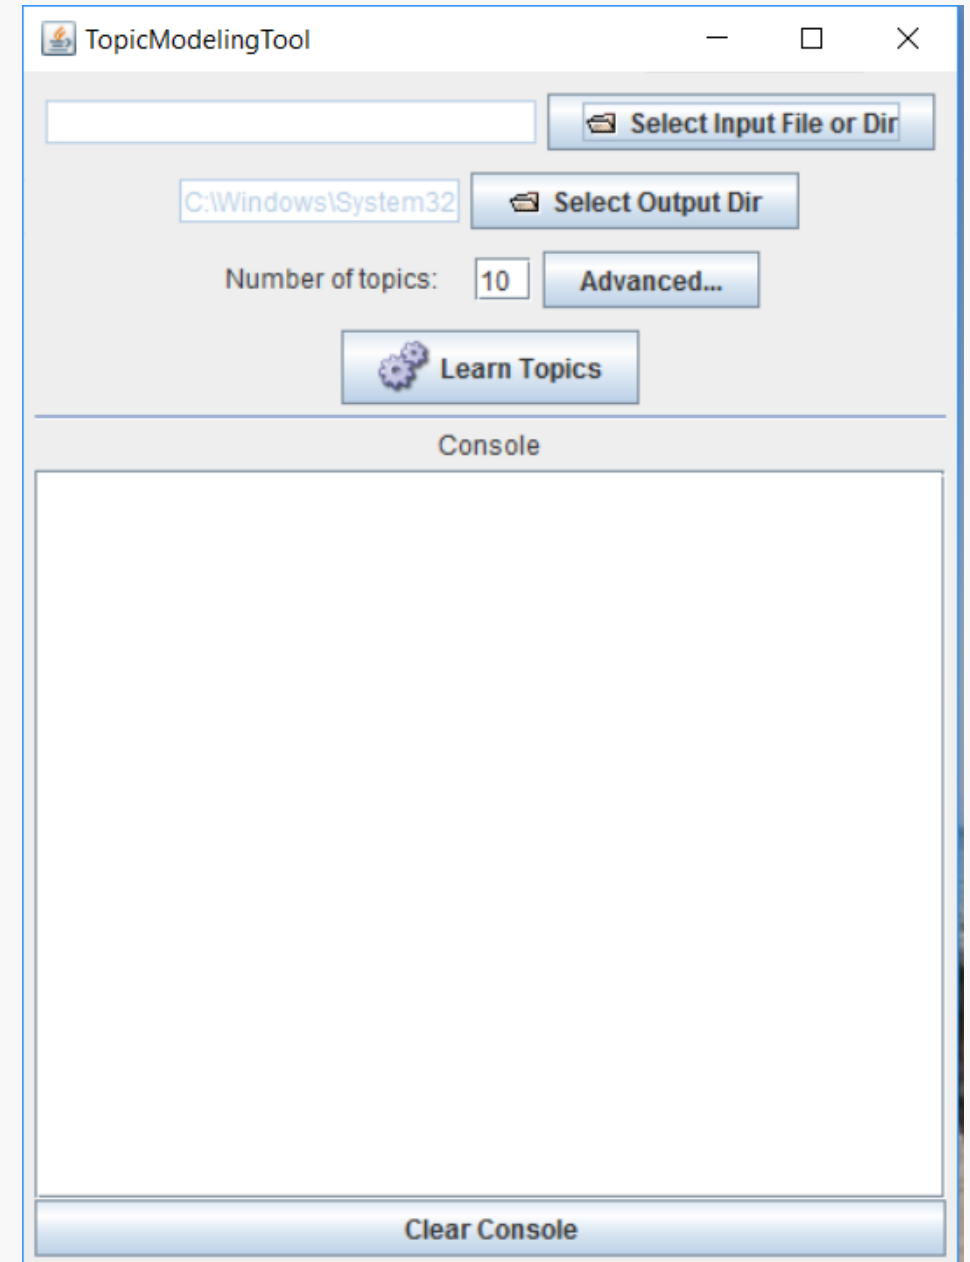 TopicModelingTool
Select Input File or Dir
C:\Windows\System32 Select Output Dir
Number of topics: 10 Advanced...
Learn Topics
Console
Clear Console